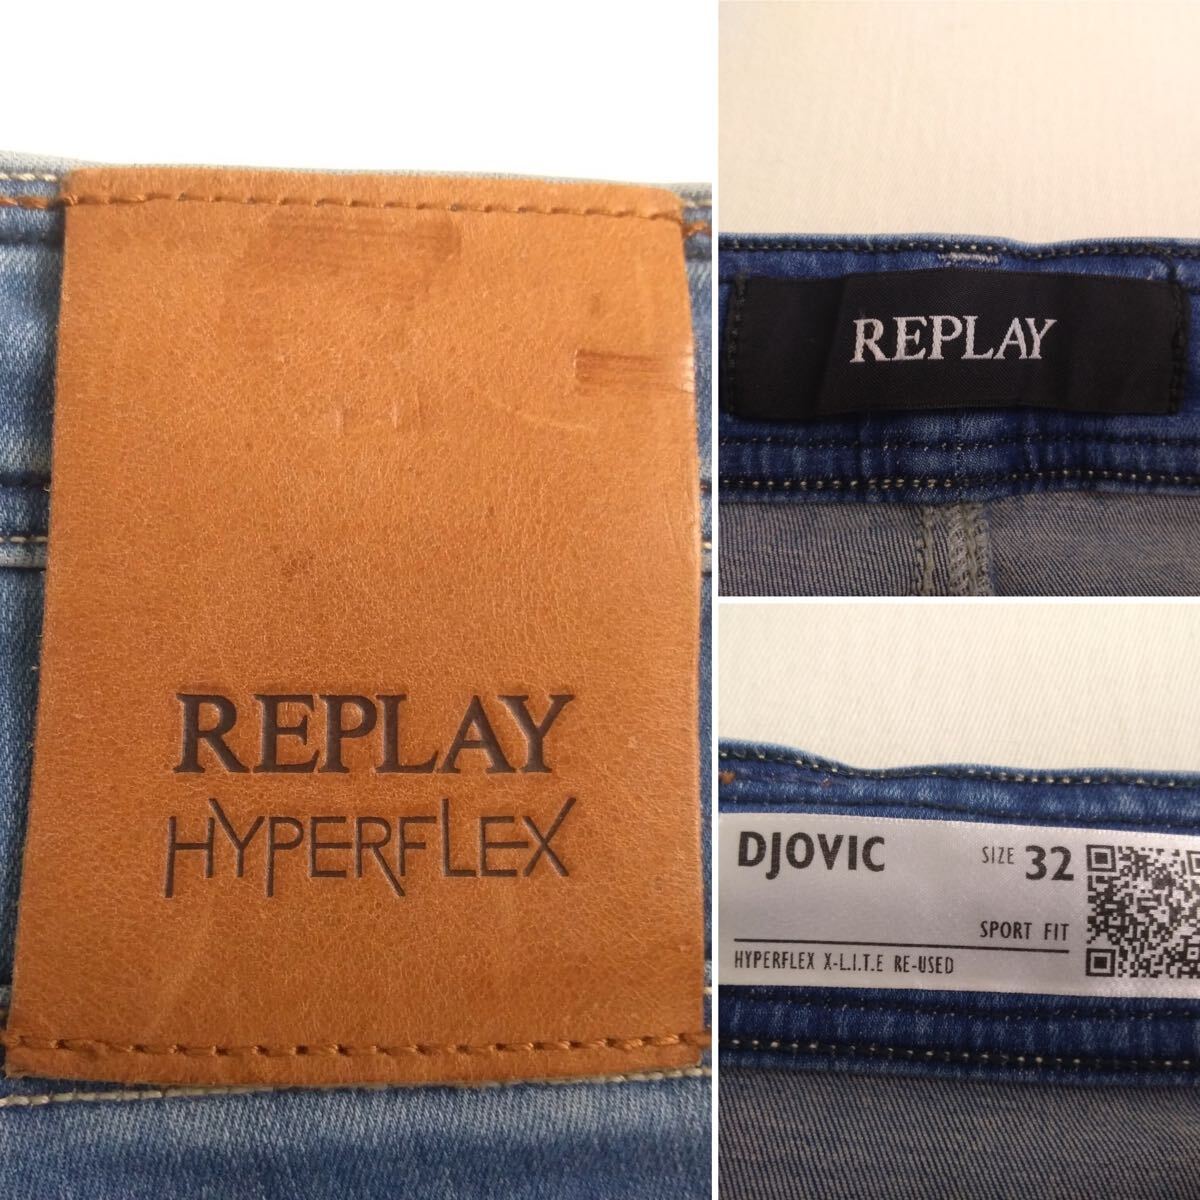 REPLAY
HYPERFLEX
REPLAY
DJOVIC
SIZE 32
SPORT FIT
HYPERFLEX X-L.I.T.E RE-USED